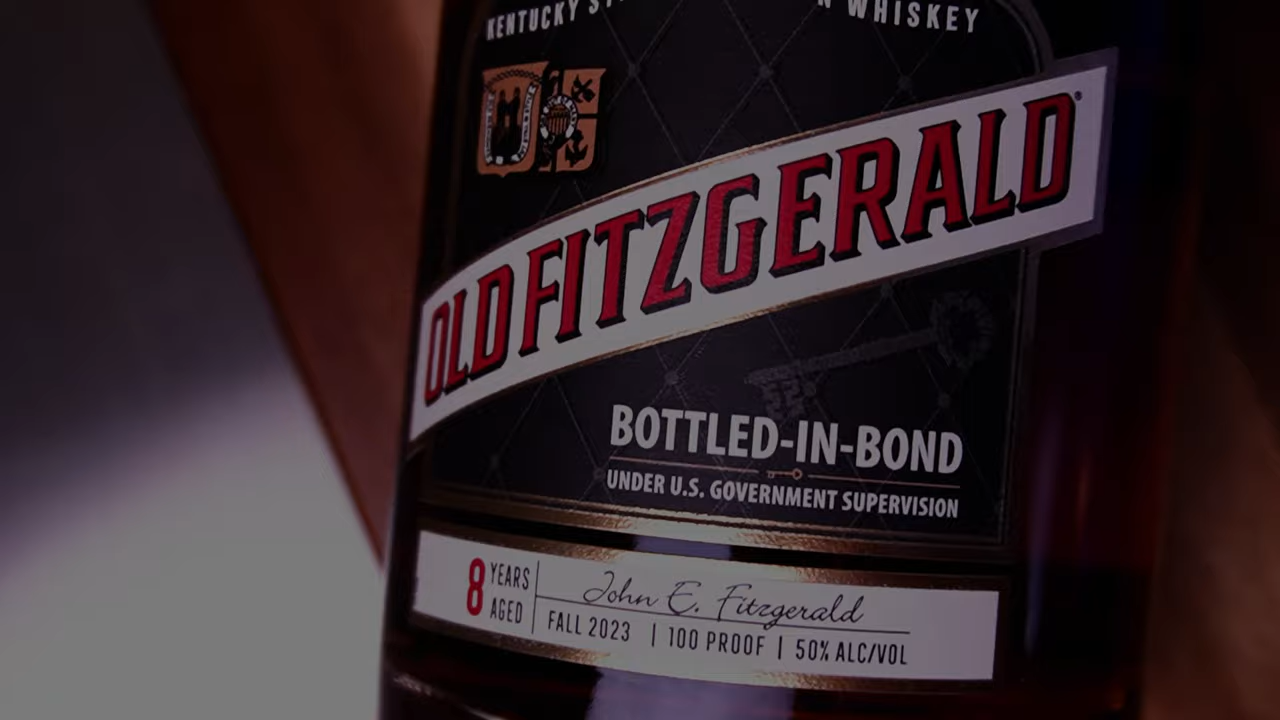 KENTUCKY WHISKEY
OLD FITZGERALD®
BOTTLED-IN-BOND
UNDER U.S. GOVERNMENT SUPERVISION
8 YEARS AGED
John E. Fitzgerald
FALL 2023 | 100 PROOF | 50% ALC/VOL